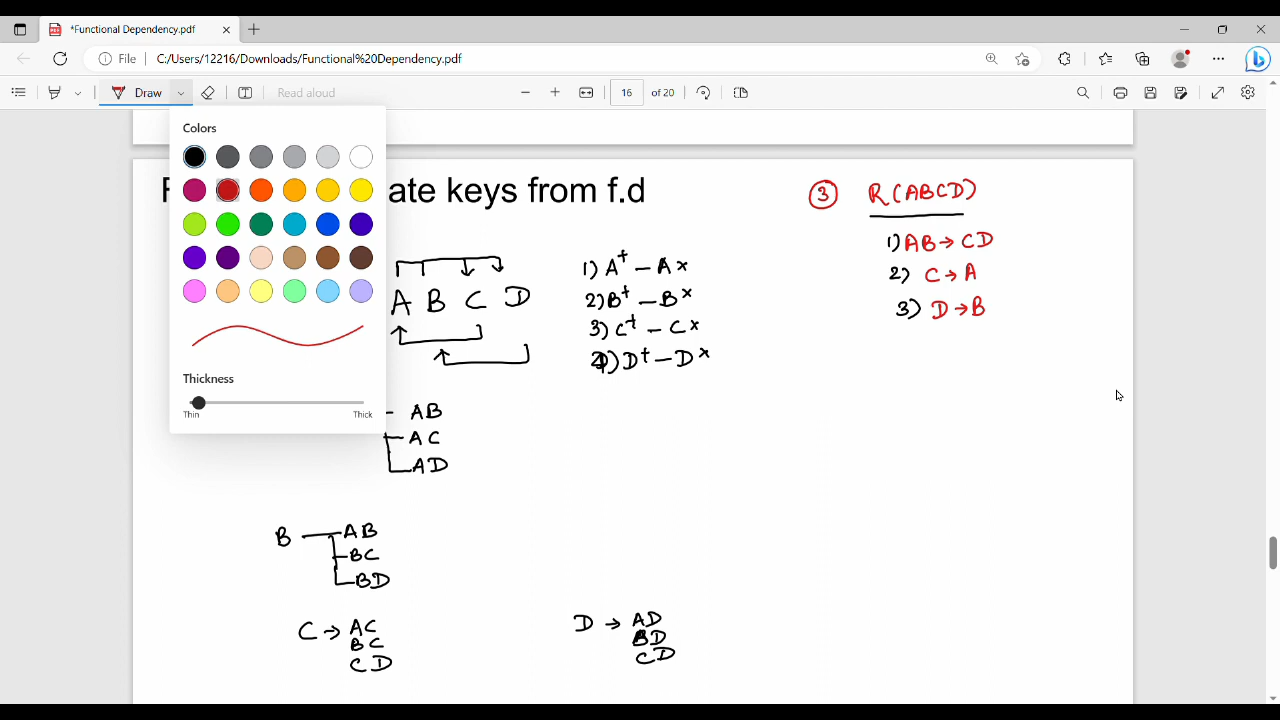 *Functional Dependency.pdf
File C:/Users/12216/Downloads/Functional%20Dependency.pdf
Draw Read aloud 16 of 20
Colors
Thickness
Thin Thick
F ate keys from f.d
③ R(ABCD)
1) AB→CD
2) C→A
3) D→B
A B C D
1) A⁺ – A×
2) B⁺ – B×
3) C⁺ – C×
4) D⁺ – D×
AB
AC
AD
B AB
BC
BD
C → AC
BC
CD
D → AD
BD
CD